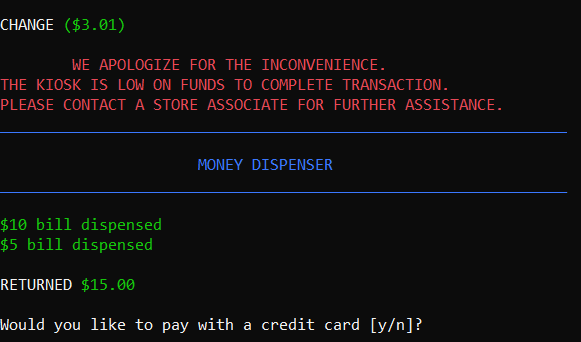 CHANGE ($3.01)
WE APOLOGIZE FOR THE INCONVENIENCE.
THE KIOSK IS LOW ON FUNDS TO COMPLETE TRANSACTION.
PLEASE CONTACT A STORE ASSOCIATE FOR FURTHER ASSISTANCE.
MONEY DISPENSER
$10 bill dispensed
$5 bill dispensed
RETURNED $15.00
Would you like to pay with a credit card [y/n]?